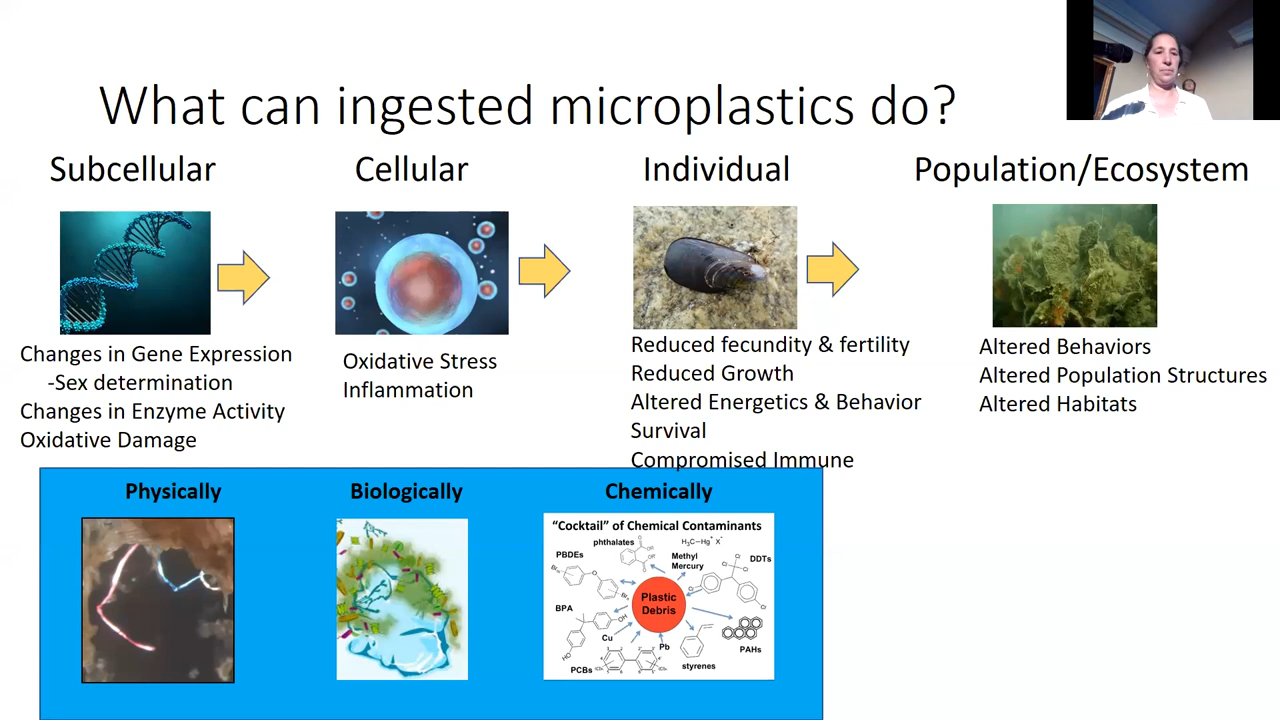 What can ingested microplastics do?
Subcellular
Cellular
Individual
Population/Ecosystem
Changes in Gene Expression
-Sex determination
Changes in Enzyme Activity
Oxidative Damage
Oxidative Stress
Inflammation
Reduced fecundity & fertility
Reduced Growth
Altered Energetics & Behavior
Survival
Compromised Immune
Altered Behaviors
Altered Population Structures
Altered Habitats
Physically
Biologically
Chemically
“Cocktail” of Chemical Contaminants
phthalates
PBDEs
Methyl
Mercury
DDTs
Plastic
Debris
BPA
Cu
Pb
PCBs
styrenes
PAHs